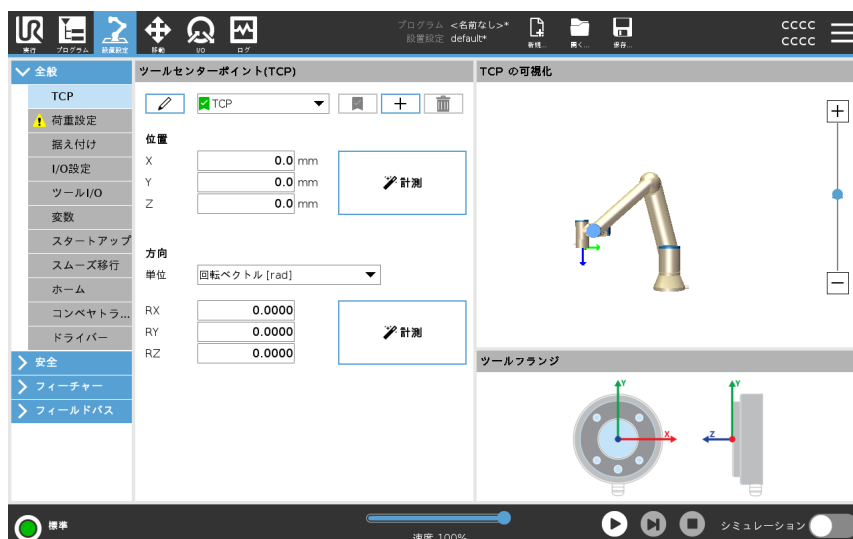 UR
実行
プログラム
設置設定
移動
I/O
ログ
プログラム <名前なし>*
設置設定 default*
新規...
開く...
保存...
CCCC
CCCC
全般
TCP
荷重設定
据え付け
I/O設定
ツールI/O
変数
スタートアップ
スムーズ移行
ホーム
コンベヤトラ...
ドライバー
安全
フィーチャー
フィールドバス
ツールセンターポイント(TCP)
TCP
位置
X 0.0 mm
Y 0.0 mm
Z 0.0 mm
計測
方向
単位 回転ベクトル [rad]
RX 0.0000
RY 0.0000
RZ 0.0000
計測
TCP の可視化
ツールフランジ
Y
X
Y
Z
標準
速度 100%
シミュレーション